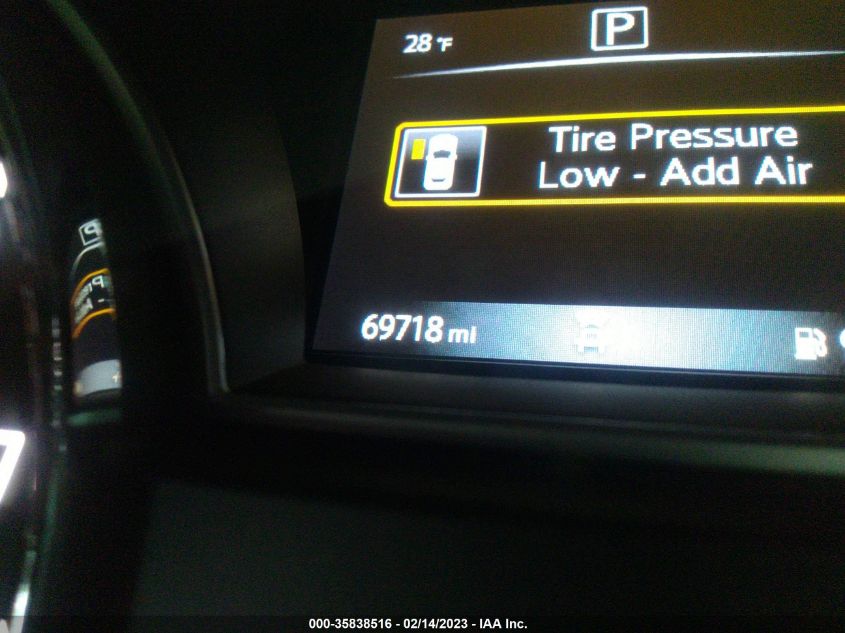 28 °F
P
Tire Pressure
Low - Add Air
69718 mi
000-35838516 - 02/14/2023 - IAA Inc.